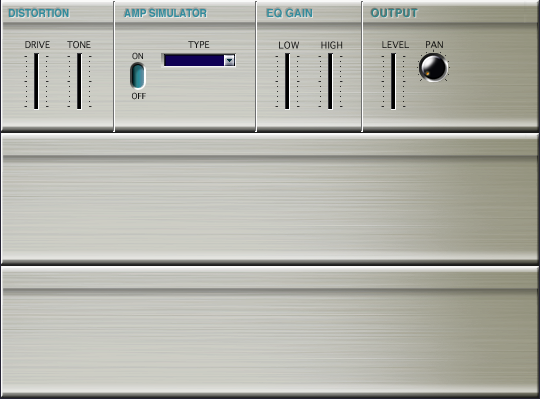 DISTORTION
DRIVE TONE
AMP SIMULATOR
ON
OFF
TYPE
EQ GAIN
LOW HIGH
OUTPUT
LEVEL PAN